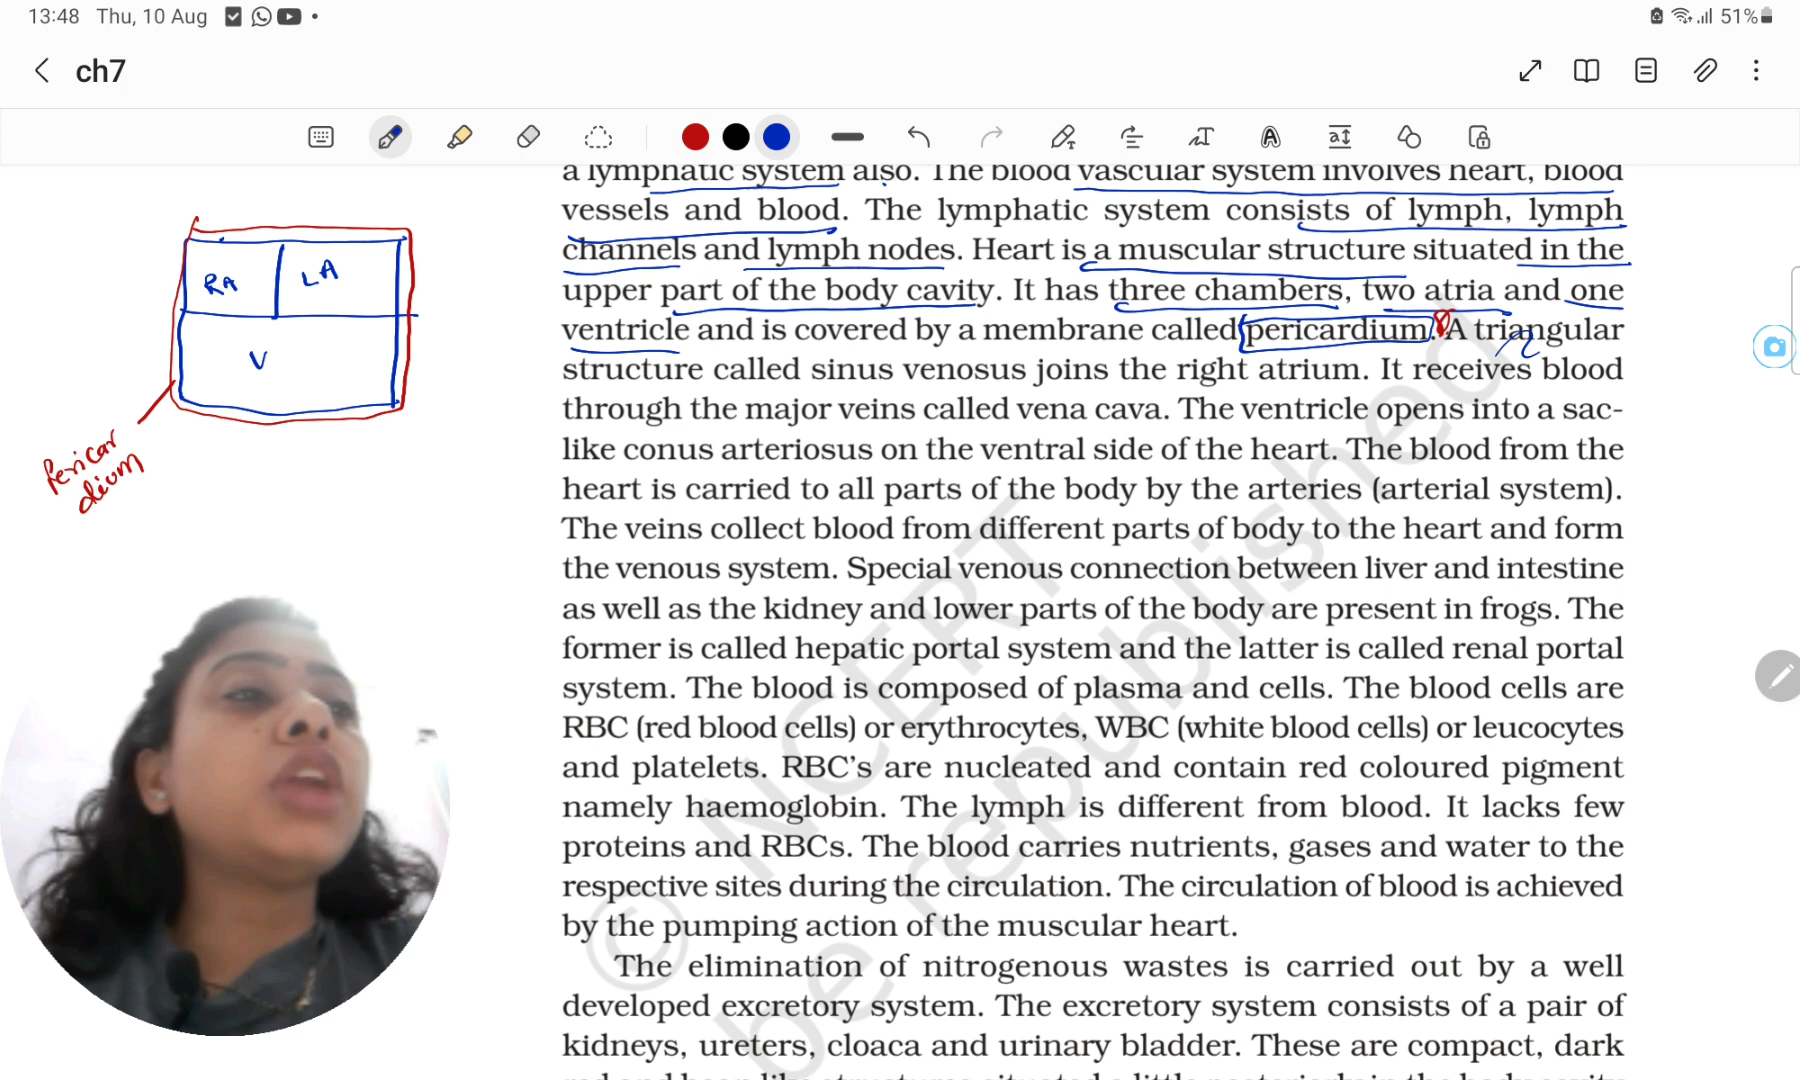 13:48 Thu, 10 Aug
51%
ch7
a lymphatic system also. The blood vascular system involves heart, blood
vessels and blood. The lymphatic system consists of lymph, lymph
channels and lymph nodes. Heart is a muscular structure situated in the
upper part of the body cavity. It has three chambers, two atria and one
ventricle and is covered by a membrane called pericardium. A triangular
structure called sinus venosus joins the right atrium. It receives blood
through the major veins called vena cava. The ventricle opens into a sac-
like conus arteriosus on the ventral side of the heart. The blood from the
heart is carried to all parts of the body by the arteries (arterial system).
The veins collect blood from different parts of body to the heart and form
the venous system. Special venous connection between liver and intestine
as well as the kidney and lower parts of the body are present in frogs. The
former is called hepatic portal system and the latter is called renal portal
system. The blood is composed of plasma and cells. The blood cells are
RBC (red blood cells) or erythrocytes, WBC (white blood cells) or leucocytes
and platelets. RBC's are nucleated and contain red coloured pigment
namely haemoglobin. The lymph is different from blood. It lacks few
proteins and RBCs. The blood carries nutrients, gases and water to the
respective sites during the circulation. The circulation of blood is achieved
by the pumping action of the muscular heart.
The elimination of nitrogenous wastes is carried out by a well
developed excretory system. The excretory system consists of a pair of
kidneys, ureters, cloaca and urinary bladder. These are compact, dark
RA LA
V
Pericar
dium
© NCERT
be republished